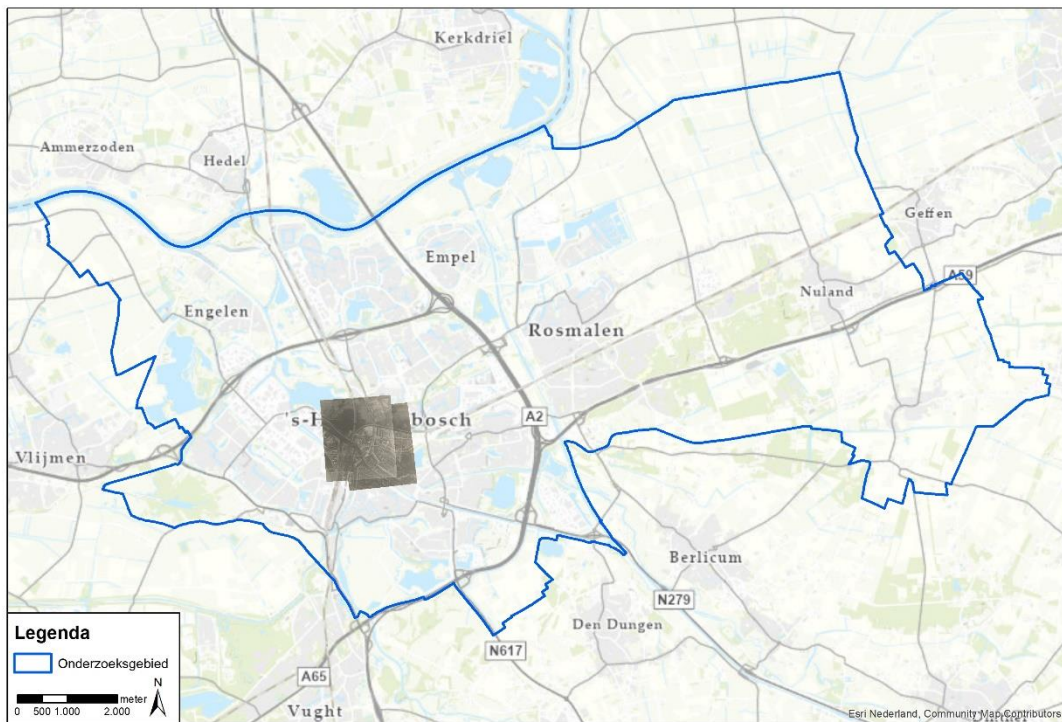 Kerkdriel
Ammerzoden
Hedel
Geffen
Empel
A59
Nuland
Engelen
Rosmalen
's-H bosch
A2
Vlijmen
Berlicum
N279
Den Dungen
N617
A65
Vught
Legenda
Onderzoeksgebied
N
meter
0 500 1.000 2.000
Esri Nederland, Community Map Contributors